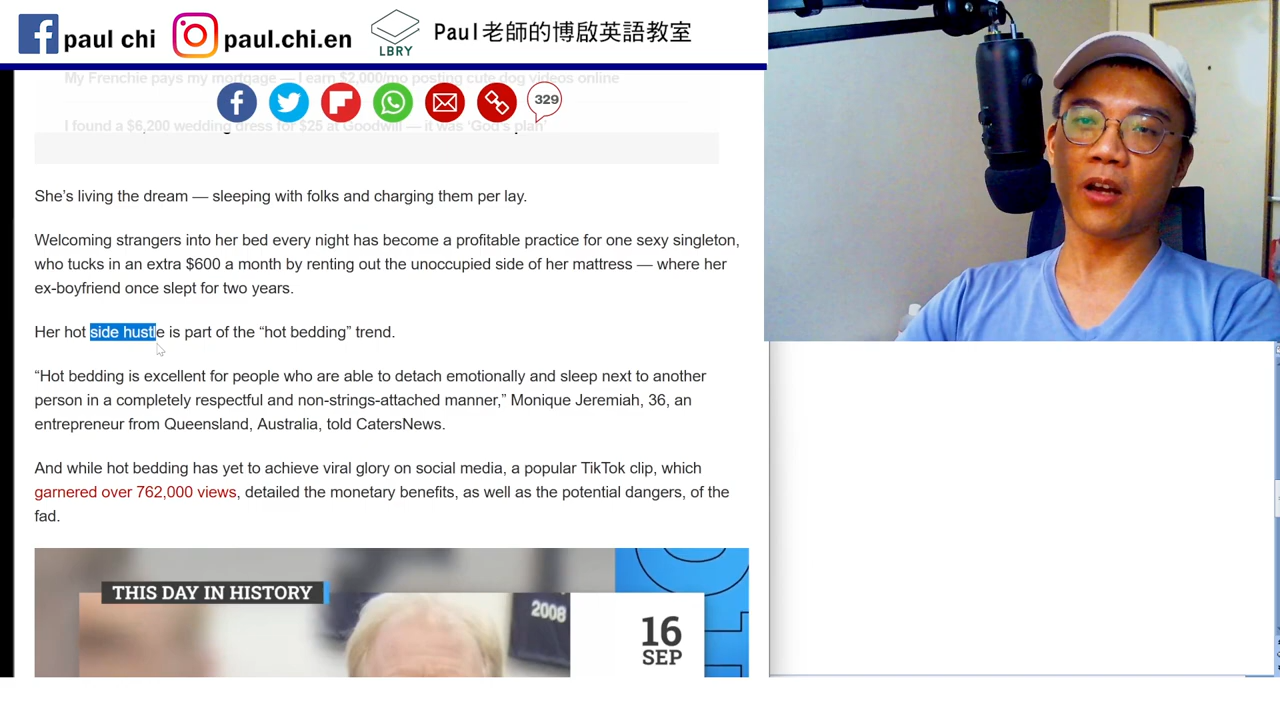 paul chi paul.chi.en LBRY Paul老師的博啟英語教室
My Frenchie pays my mortgage — I earn $2,000/mo posting cute dog videos online
329
I found a $6,200 wedding dress for $25 at Goodwill — it was ‘God’s plan’
She’s living the dream — sleeping with folks and charging them per lay.
Welcoming strangers into her bed every night has become a profitable practice for one sexy singleton,
who tucks in an extra $600 a month by renting out the unoccupied side of her mattress — where her
ex-boyfriend once slept for two years.
Her hot side hustle is part of the “hot bedding” trend.
“Hot bedding is excellent for people who are able to detach emotionally and sleep next to another
person in a completely respectful and non-strings-attached manner,” Monique Jeremiah, 36, an
entrepreneur from Queensland, Australia, told CatersNews.
And while hot bedding has yet to achieve viral glory on social media, a popular TikTok clip, which
garnered over 762,000 views, detailed the monetary benefits, as well as the potential dangers, of the
fad.
THIS DAY IN HISTORY
2008
16
SEP